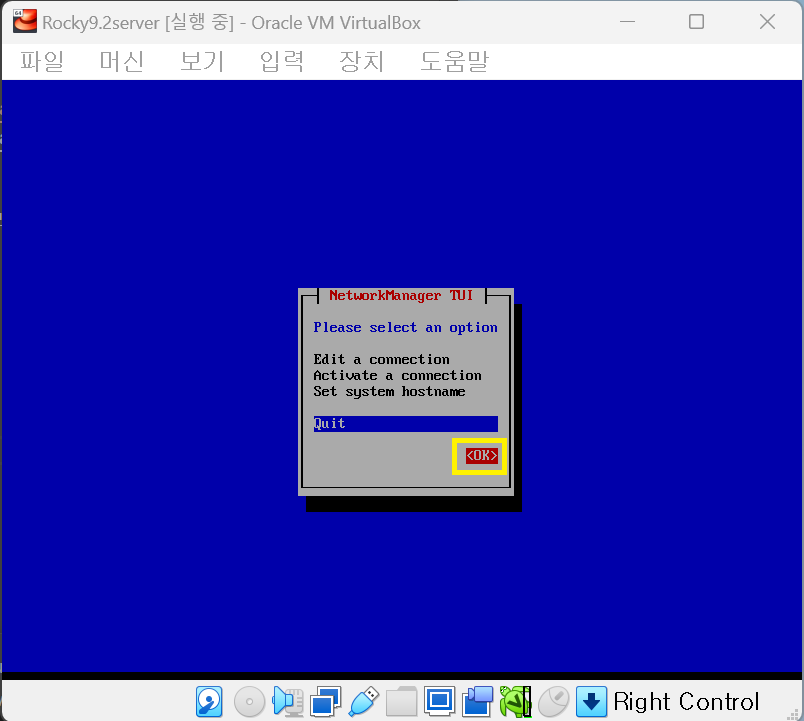 64
Rocky9.2server [실행 중] - Oracle VM VirtualBox
파일 머신 보기 입력 장치 도움말
NetworkManager TUI
Please select an option
Edit a connection
Activate a connection
Set system hostname
Quit
<OK>
Right Control